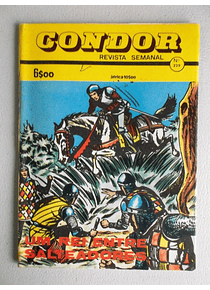 CONDOR
REVISTA SEMANAL
6$00
UM REI ENTRE
SALTEADORES